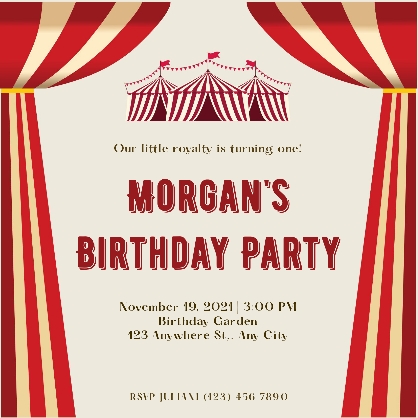 Our little royalty is turning one!
MORGAN'S
BIRTHDAY PARTY
November 19, 2021 | 3:00 PM
Birthday Garden
123 Anywhere St., Any City
RSVP JULIANI (123) 456 7890